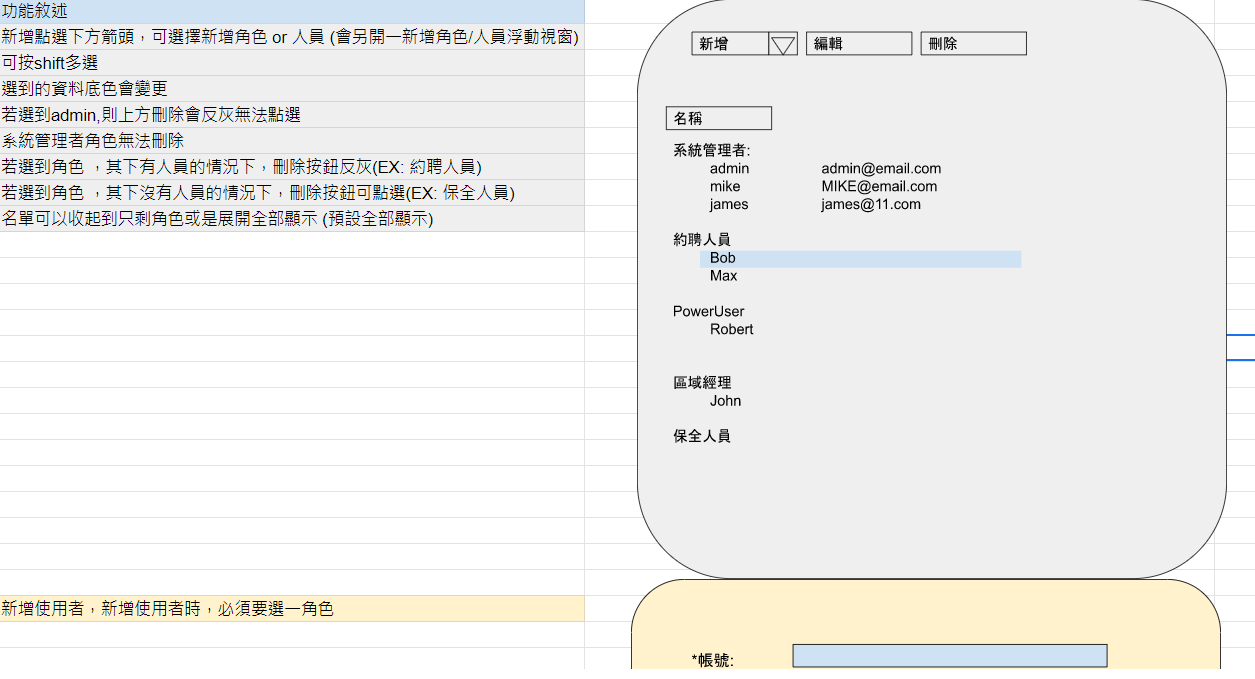 功能敘述
新增點選下方箭頭，可選擇新增角色 or 人員 (會另開一新增角色/人員浮動視窗)
可按shift多選
選到的資料底色會變更
若選到admin,則上方刪除會反灰無法點選
系統管理者角色無法刪除
若選到角色 ，其下有人員的情況下，刪除按鈕反灰(EX: 約聘人員)
若選到角色 ，其下沒有人員的情況下，刪除按鈕可點選(EX: 保全人員)
名單可以收起到只剩角色或是展開全部顯示 (預設全部顯示)
新增使用者，新增使用者時，必須要選一角色
新增 編輯 刪除
名稱
系統管理者:
admin admin@email.com
mike MIKE@email.com
james james@11.com
約聘人員
Bob
Max
PowerUser
Robert
區域經理
John
保全人員
*帳號: